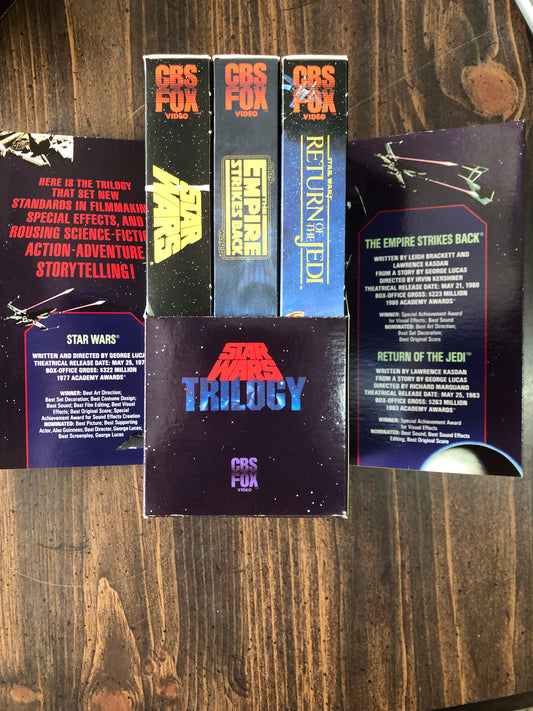 CBS
FOX
VIDEO
STAR
WARS
CBS
FOX
VIDEO
THE
EMPIRE
STRIKES BACK
CBS
FOX
VIDEO
STAR WARS
RETURN
OF THE
JEDI
HERE IS THE TRILOGY
THAT SET NEW
STANDARDS IN FILMMAKING
SPECIAL EFFECTS, AND
ROUSING SCIENCE-FICTI
ACTION-ADVENTURE
STORYTELLING!
STAR WARS®
WRITTEN AND DIRECTED BY GEORGE LUCA
THEATRICAL RELEASE DATE: MAY 25, 197
BOX-OFFICE GROSS: $322 MILLION
1977 ACADEMY AWARDS®
WINNER: Best Art Direction;
Best Set Decoration; Best Costume Design;
Best Sound; Best Film Editing; Best Visual
Effects; Best Original Score; Special
Achievement Award for Sound Effects Creation
NOMINATED: Best Picture; Best Supporting
Actor, Alec Guinness; Best Director, George Lucas;
Best Screenplay, George Lucas
STAR
WARS
TRILOGY
CBS
FOX
VIDEO
THE EMPIRE STRIKES BACK®
WRITTEN BY LEIGH BRACKETT AND
LAWRENCE KASDAN
FROM A STORY BY GEORGE LUCAS
DIRECTED BY IRVIN KERSHNER
THEATRICAL RELEASE DATE: MAY 21, 1980
BOX-OFFICE GROSS: $223 MILLION
1980 ACADEMY AWARDS®
WINNER: Special Achievement Award
for Visual Effects; Best Sound
NOMINATED: Best Art Direction;
Best Set Decoration;
Best Original Score
RETURN OF THE JEDI®
WRITTEN BY LAWRENCE KASDAN
FROM A STORY BY GEORGE LUCAS
DIRECTED BY RICHARD MARQUAND
THEATRICAL RELEASE DATE: MAY 25, 1983
BOX-OFFICE GROSS: $263 MILLION
1983 ACADEMY AWARDS®
WINNER: Special Achievement Award
for Visual Effects
NOMINATED: Best Sound, Best Sound Effects
Editing, Best Original Score